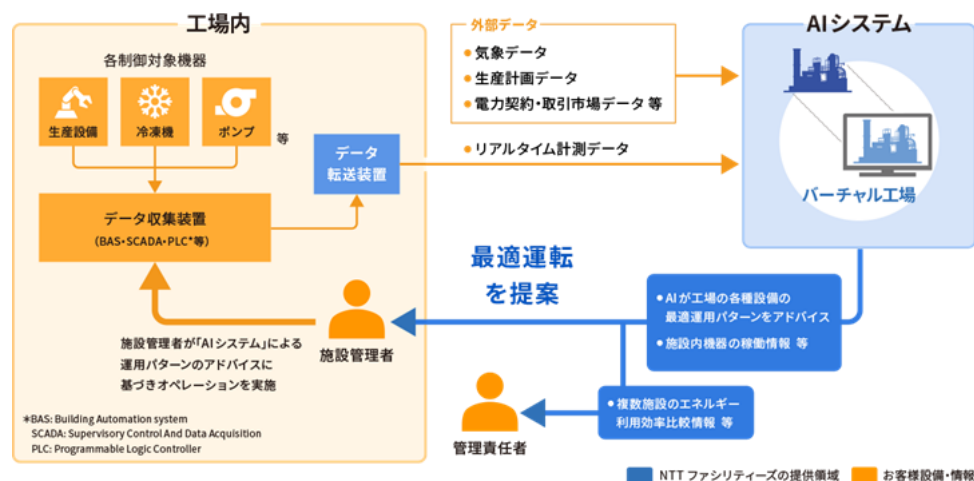 工場内
各制御対象機器
生産設備
冷凍機
ポンプ
等
データ
転送装置
データ収集装置
(BAS・SCADA・PLC*等)
外部データ
●気象データ
●生産計画データ
●電力契約・取引市場データ 等
●リアルタイム計測データ
AIシステム
バーチャル工場
最適運転
を提案
●AIが工場の各種設備の
最適運用パターンをアドバイス
●施設内機器の稼働情報 等
施設管理者
施設管理者が「AIシステム」による
運用パターンのアドバイスに
基づきオペレーションを実施
●複数施設のエネルギー
利用効率比較情報 等
管理責任者
*BAS: Building Automation system
SCADA: Supervisory Control And Data Acquisition
PLC: Programmable Logic Controller
NTT ファシリティーズの提供領域
お客様設備・情報